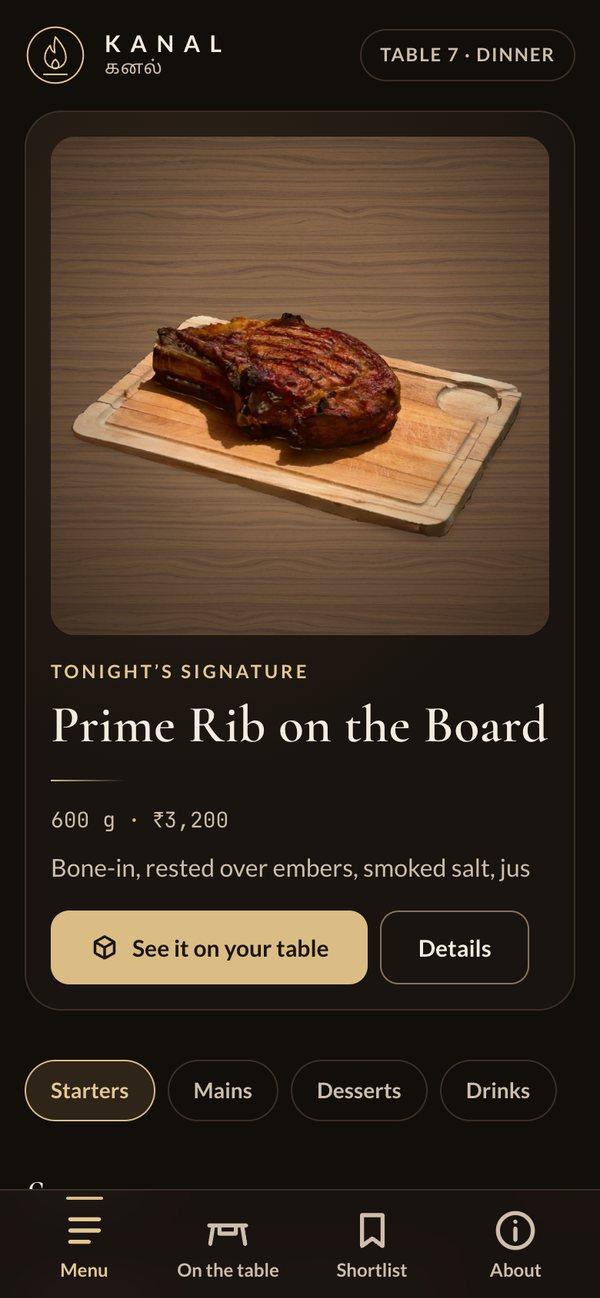 KANAL
கனல்
TABLE 7 · DINNER
TONIGHT’S SIGNATURE
Prime Rib on the Board
600 g · ₹3,200
Bone-in, rested over embers, smoked salt, jus
See it on your table
Details
Starters
Mains
Desserts
Drinks
Menu
On the table
Shortlist
About